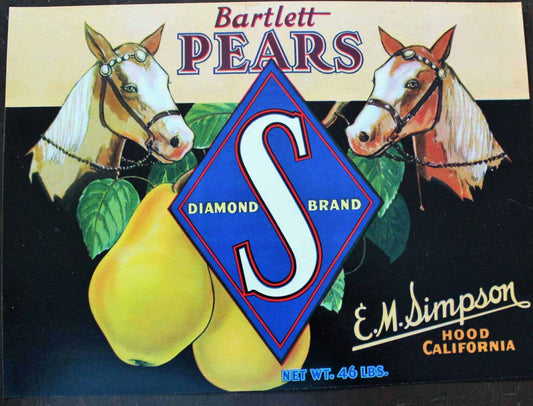 Bartlett
PEARS
S
DIAMOND BRAND
E.M. Simpson
HOOD
CALIFORNIA
NET WT. 46 LBS.